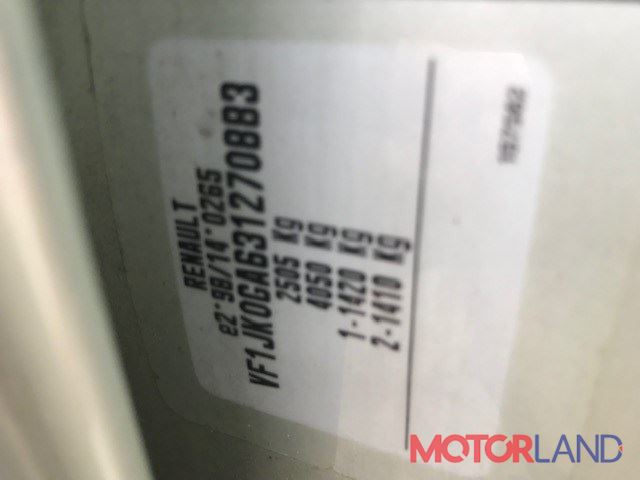 RENAULT
e2*98/14*0265
VF1JK0GA631270883
2505 Kg
4050 Kg
1-1420 Kg
2-1410 Kg
MOTORLAND